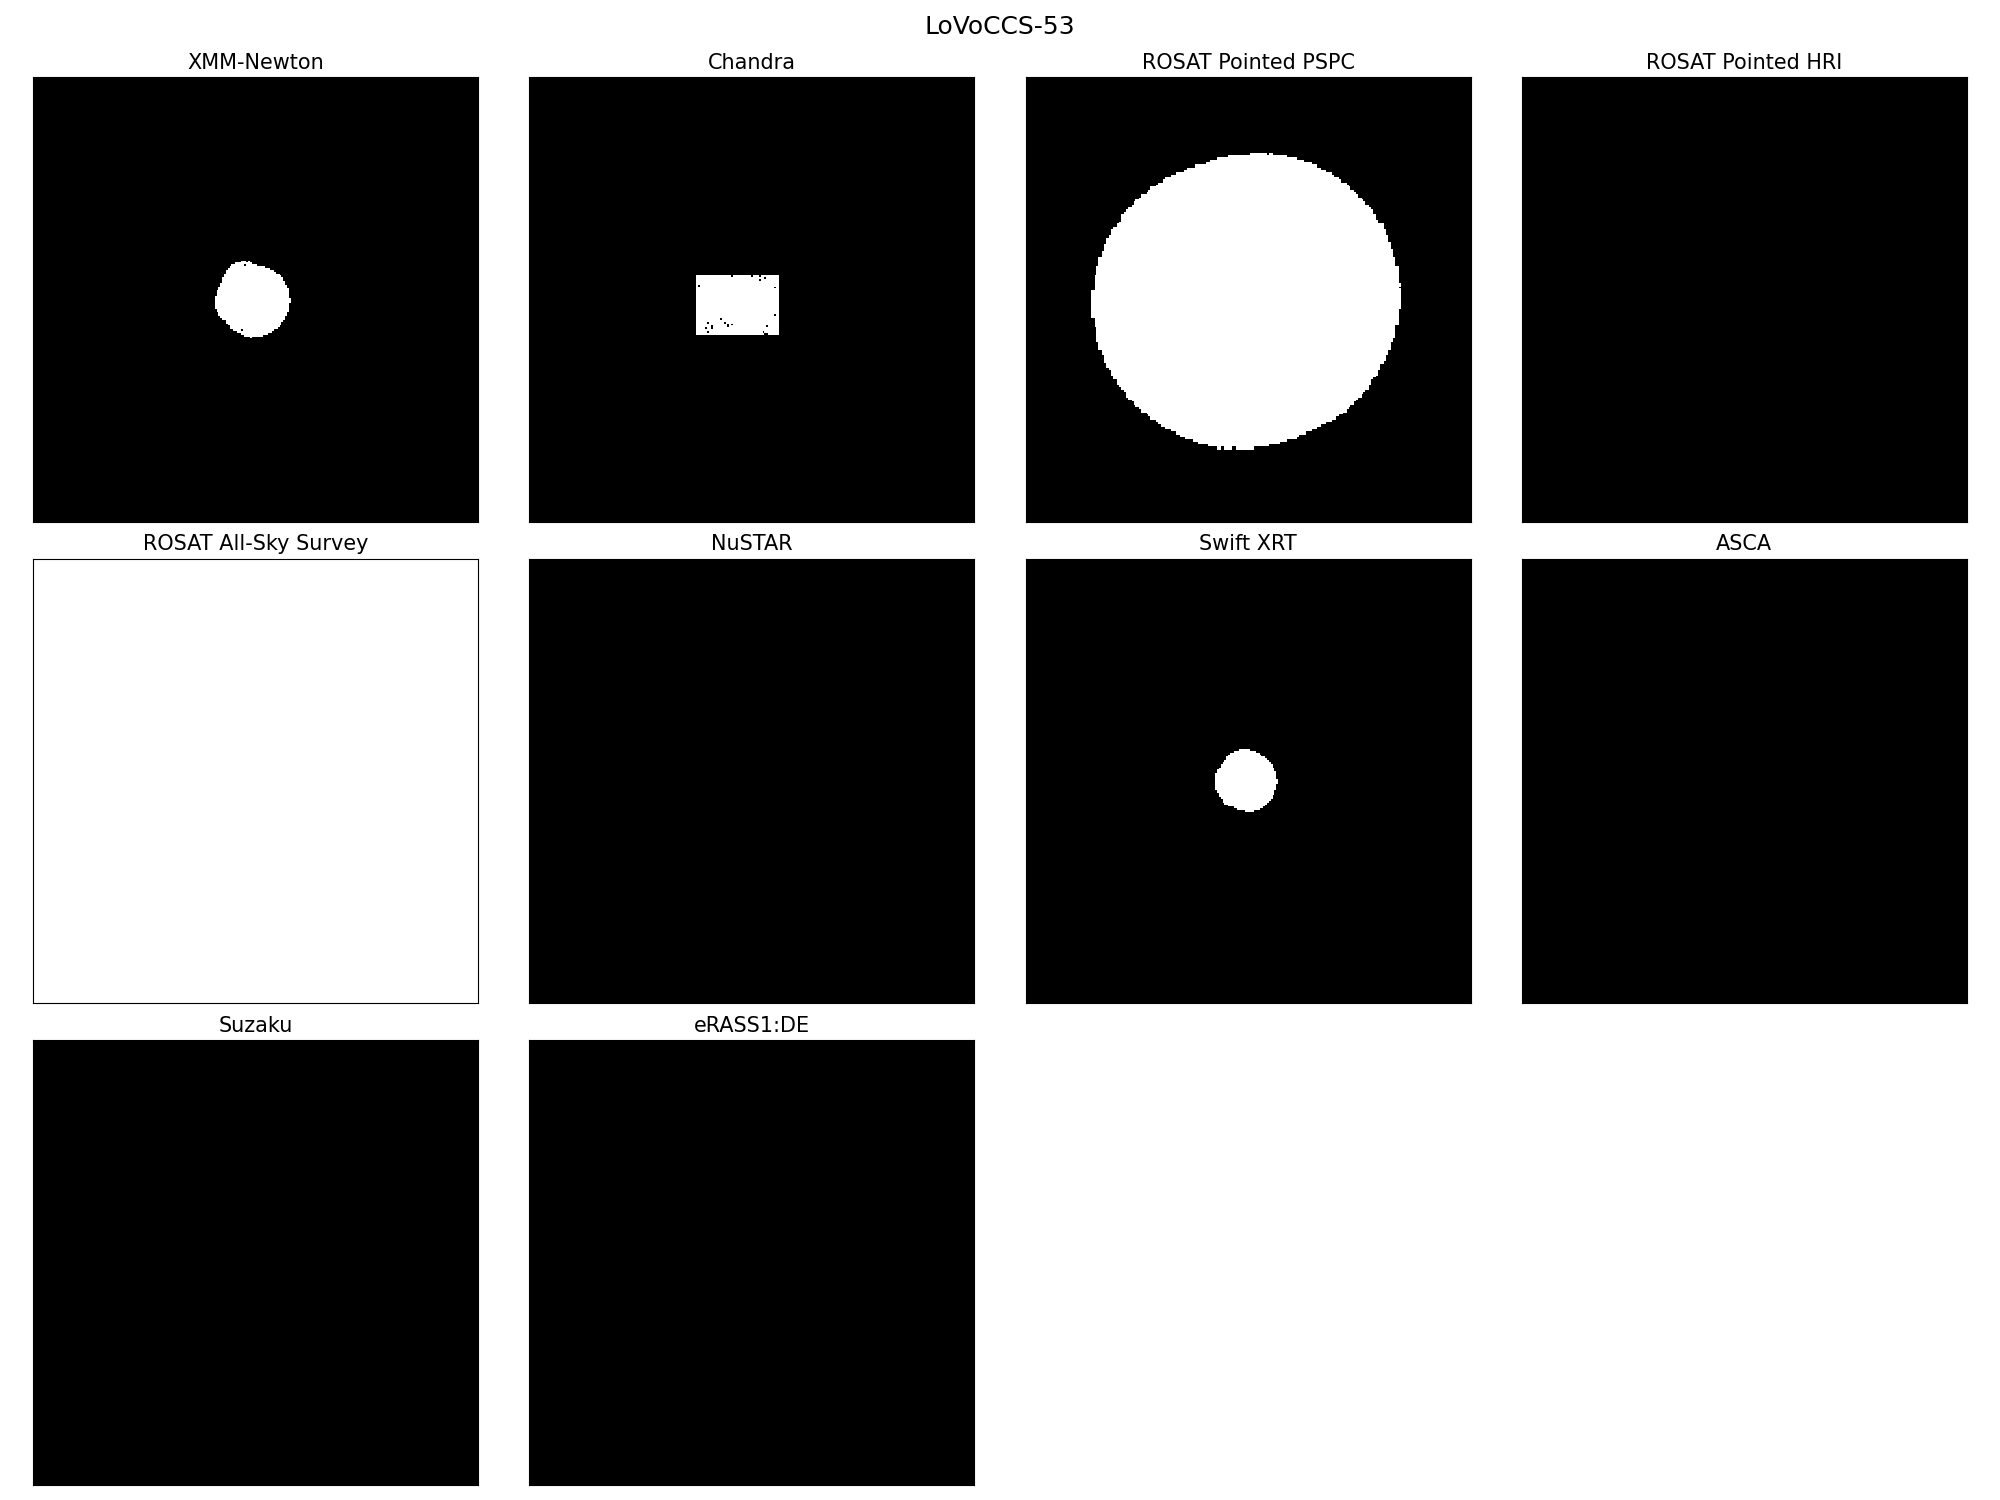 LoVoCCS-53
XMM-Newton
Chandra
ROSAT Pointed PSPC
ROSAT Pointed HRI
ROSAT All-Sky Survey
NuSTAR
Swift XRT
ASCA
Suzaku
eRASS1:DE